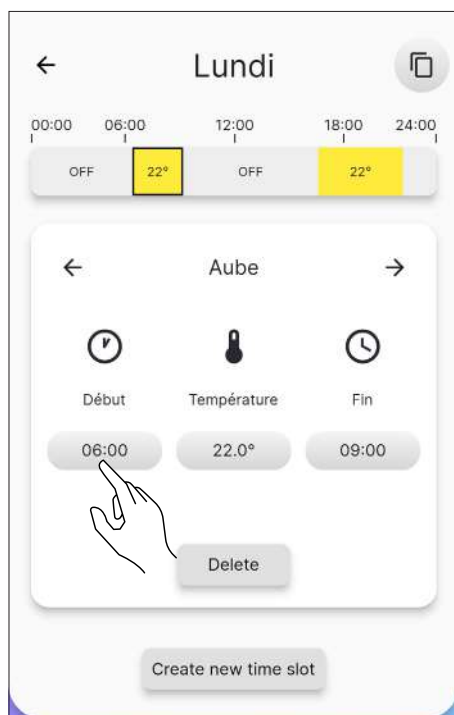 Lundi
00:00 06:00 12:00 18:00 24:00
OFF 22° OFF 22°
Aube
Début Température Fin
06:00 22.0° 09:00
Delete
Create new time slot